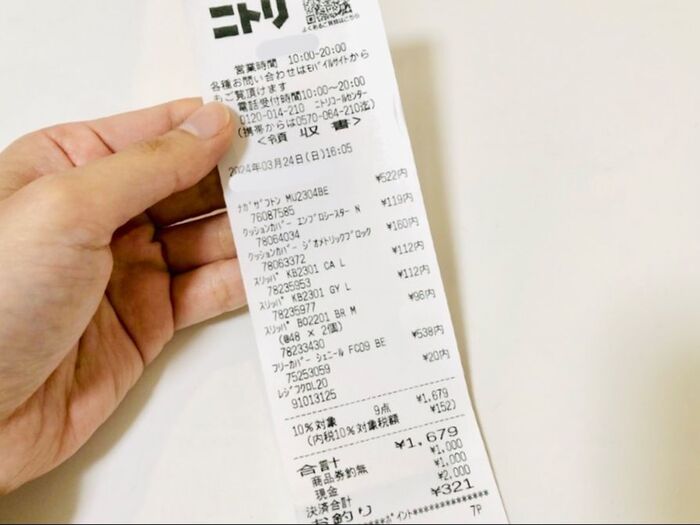 ニトリ
よくあるご質問はこちら
営業時間 10:00-20:00
各種お問い合わせはモバイルサイトから
もご覧頂けます
電話受付時間10:00～20:00
0120-014-210 ニトリコールセンター
(携帯からは0570-064-210迄)
<領 収 書>
2024年03月24日(日)16:05
ナガザブトン MU2304BE ¥522円
76087585
クッションカバー エンブロシースター N ¥119円
78064034
クッションカバー ジオメトリックブロック ¥160円
78063372
スリッパ KB2301 CA L ¥112円
78235953
スリッパ KB2301 GY L ¥112円
78235977
スリッパ BO2201 BR M ¥96円
(@48 × 2個)
78233430
フリーカバー シェニール FC09 BE ¥538円
75253059
レジフクロL20 ¥20円
91013125
10%対象 9点 ¥1,679
(内税10%対象税額 ¥152)
合計 ¥1,679
商品券釣無 ¥1,000
現金 ¥1,000
決済合計 ¥2,000
お釣り ¥321
ポイント**************
7P